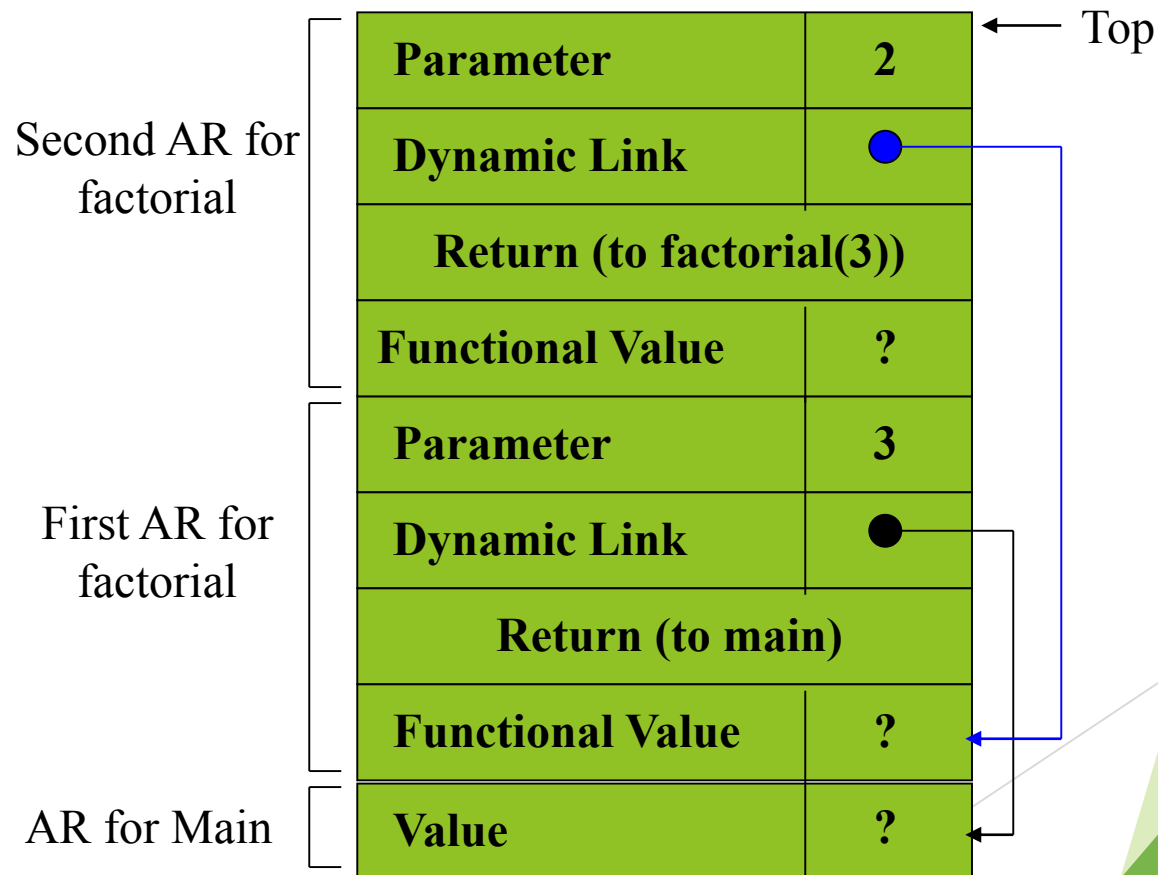 Top
Parameter 2
Second AR for
factorial
Dynamic Link
Return (to factorial(3))
Functional Value ?
Parameter 3
First AR for
factorial
Dynamic Link
Return (to main)
Functional Value ?
AR for Main
Value ?